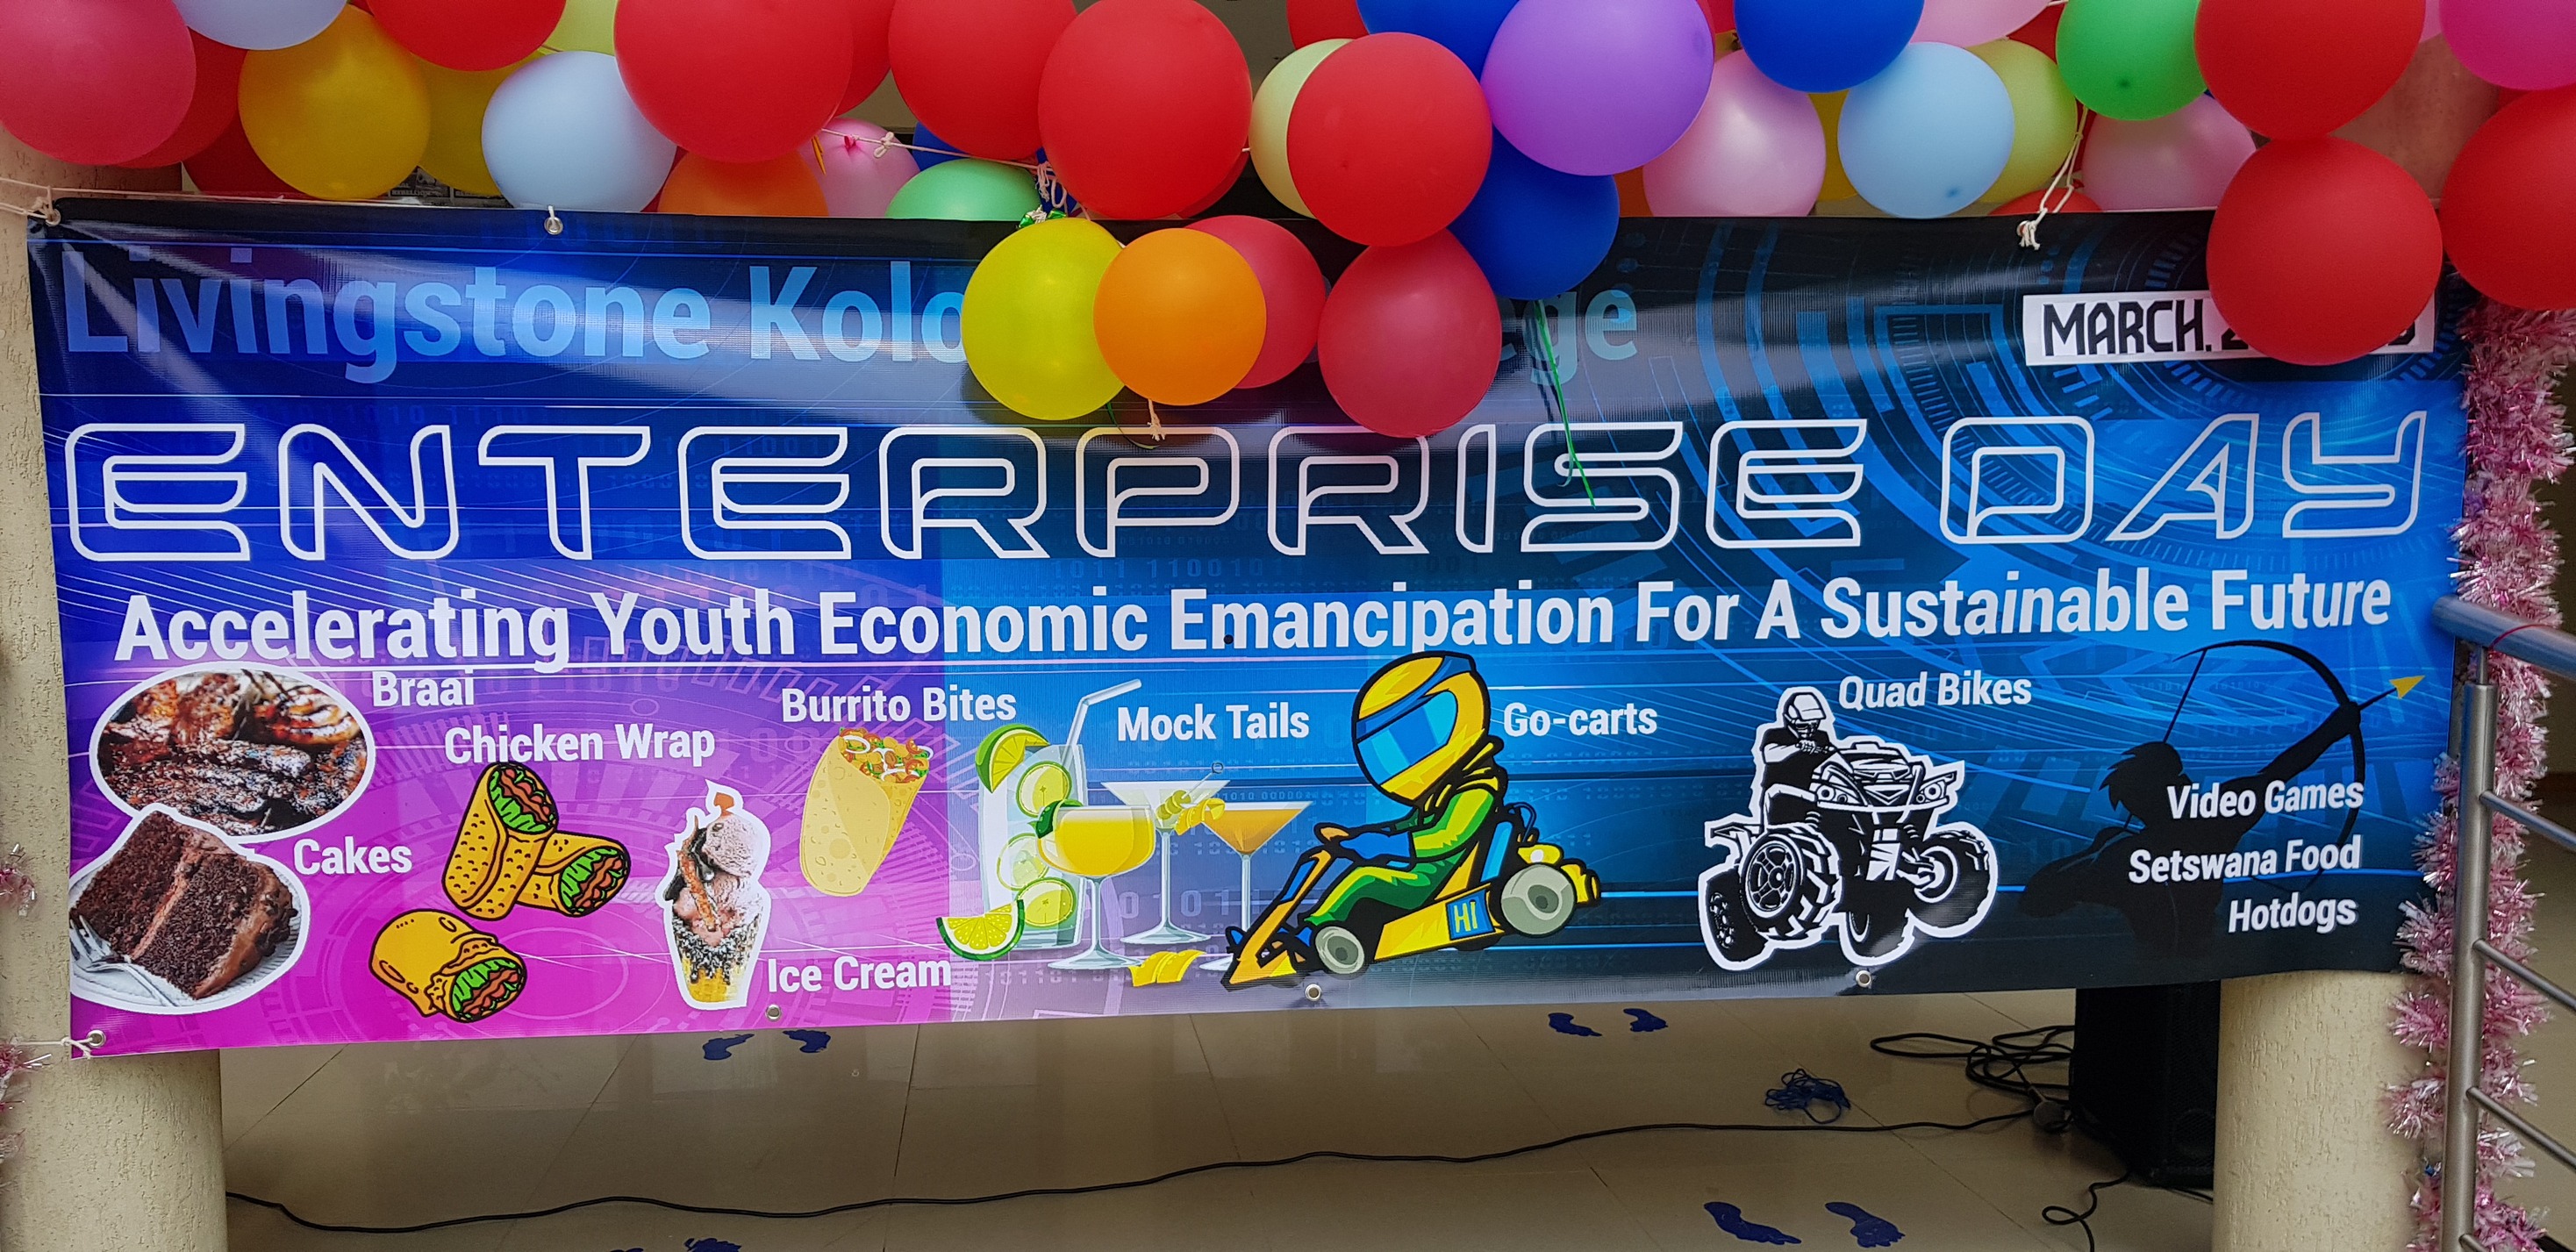 Livingstone
MARCH.
ENTERPRISE DAY
Accelerating Youth Economic Emancipation For A Sustainable Future
Braai
Chicken Wrap
Burrito Bites
Mock Tails
Go-carts
Quad Bikes
Cakes
Ice Cream
HI
Video Games
Setswana Food
Hotdogs